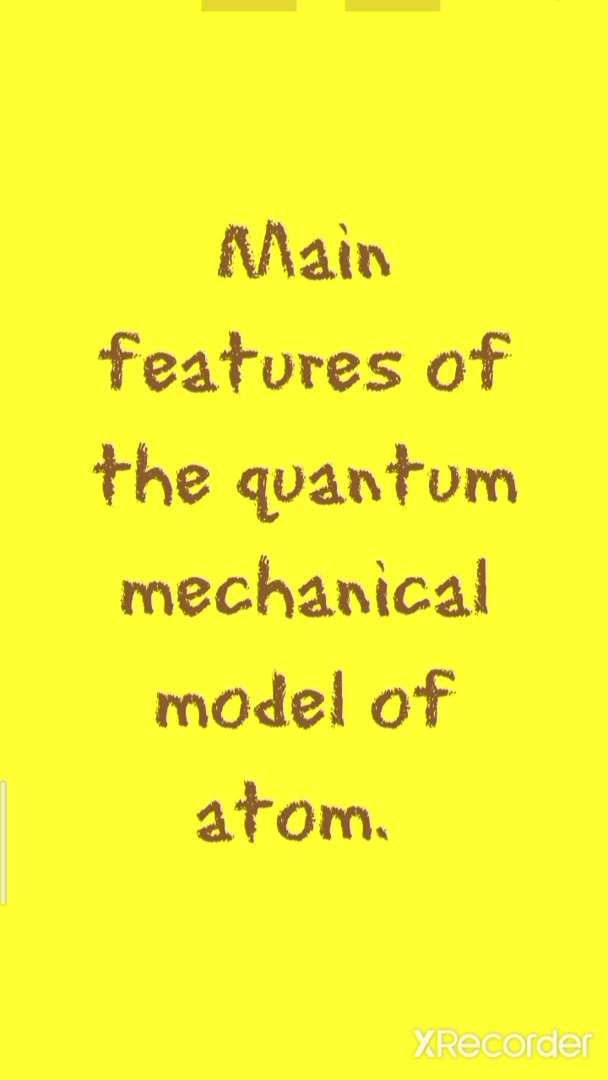 Main
features of
the quantum
mechanical
model of
atom.
XRecorder